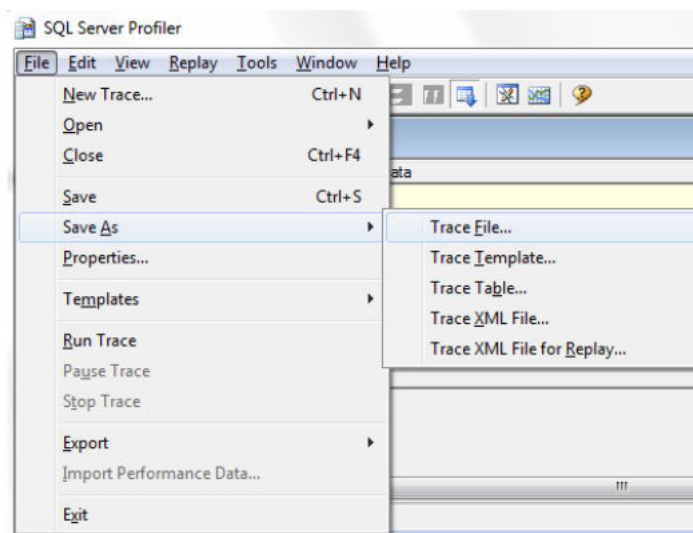 SQL Server Profiler
File Edit View Replay Tools Window Help
New Trace... Ctrl+N
Open
Close Ctrl+F4
ata
Save Ctrl+S
Save As
Trace File...
Properties...
Trace Template...
Trace Table...
Templates
Trace XML File...
Run Trace
Trace XML File for Replay...
Pause Trace
Stop Trace
Export
Import Performance Data...
Exit